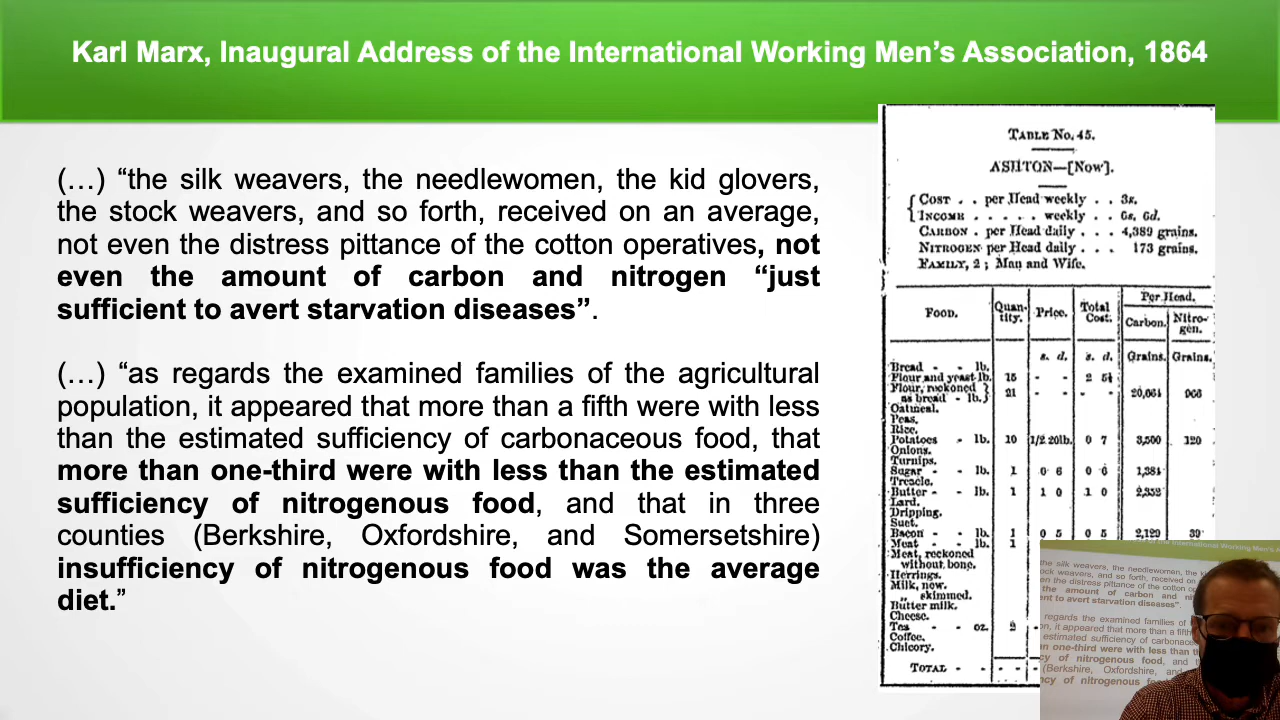 Karl Marx, Inaugural Address of the International Working Men’s Association, 1864
(…) “the silk weavers, the needlewomen, the kid glovers,
the stock weavers, and so forth, received on an average,
not even the distress pittance of the cotton operatives, not
even the amount of carbon and nitrogen “just
sufficient to avert starvation diseases”.
(…) “as regards the examined families of the agricultural
population, it appeared that more than a fifth were with less
than the estimated sufficiency of carbonaceous food, that
more than one-third were with less than the estimated
sufficiency of nitrogenous food, and that in three
counties (Berkshire, Oxfordshire, and Somersetshire)
insufficiency of nitrogenous food was the average
diet.”
TABLE No. 45.
ASHTON—[Now].
COST . . per Head weekly . . 3s.
INCOME . . . . . weekly . . 6s. 6d.
CARBON . per Head daily . . . 4,389 grains.
NITROGEN per Head daily . . . 173 grains.
FAMILY, 2 ; Man and Wife.
FOOD. Quantity. Price. Total Cost. Per Head.
Carbon. Nitrogen.
s. d. s. d. Grains. Grains.
Bread - - lb.
Flour and yeast lb. 15 - - 2 5½
Flour, reckoned as bread - lb. 21 - - - - 20,061
Oatmeal.
Peas.
Rice.
Potatoes - lb. 10 1/2 20lb. 0 7 3,500 120
Onions.
Turnips.
Sugar - - lb. 1 0 6 0 6
Treacle.
Butter - - lb. 1 1 0 1 0
Lard.
Dripping.
Suet.
Bacon - - lb. 1 0 5 0 5 39
Meat - - lb. 1
Meat, reckoned
without bone.
Herrings.
Milk, new.
„ skimmed.
Butter milk.
Cheese.
Tea - - oz. 2 -
Coffee.
Chicory.
TOTAL - - - - -